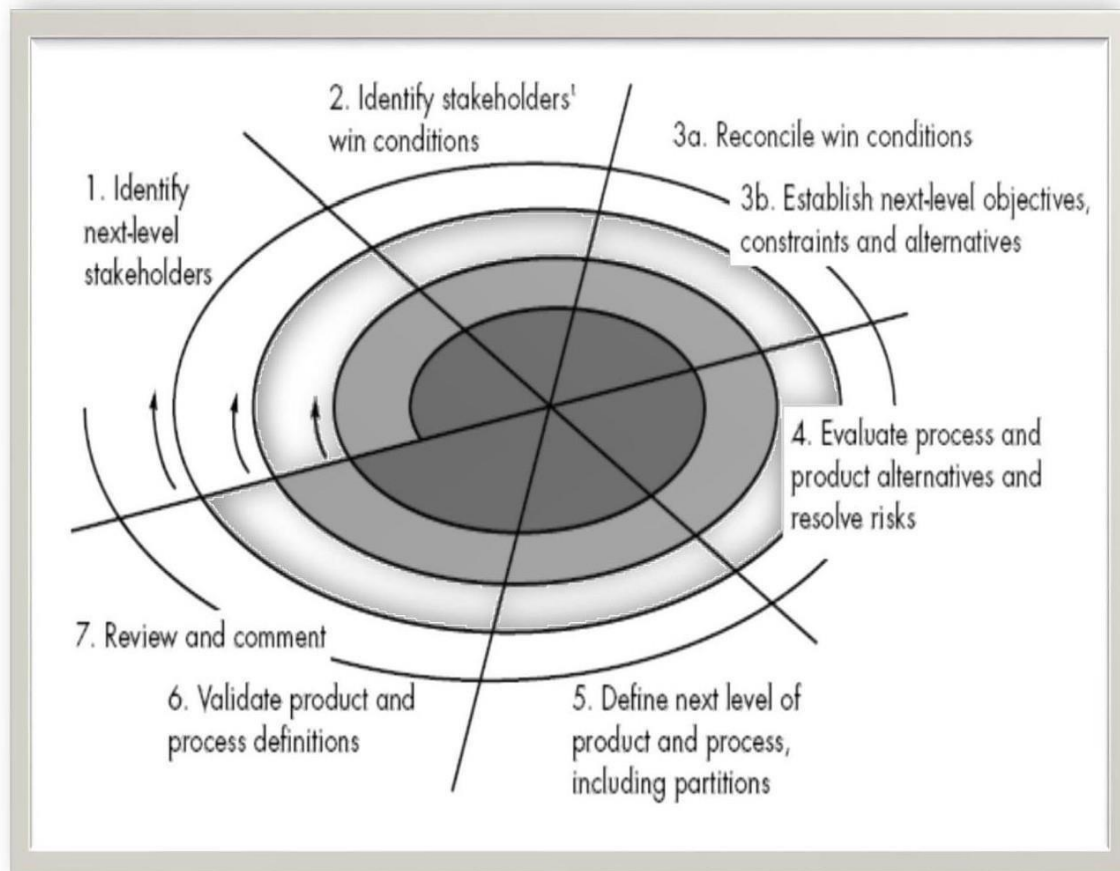 1. Identify
next-level
stakeholders
2. Identify stakeholders'
win conditions
3a. Reconcile win conditions
3b. Establish next-level objectives,
constraints and alternatives
4. Evaluate process and
product alternatives and
resolve risks
5. Define next level of
product and process,
including partitions
6. Validate product and
process definitions
7. Review and comment